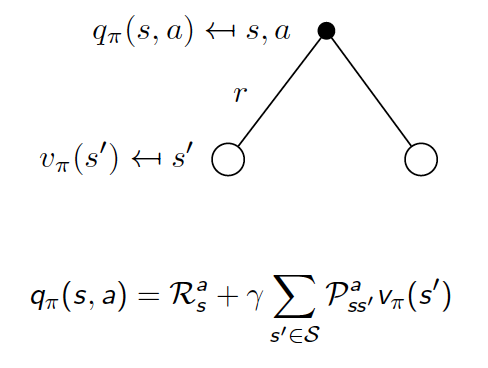 qπ(s, a) ↤ s, a
r
vπ(s′) ↤ s′
qπ(s, a) = 𝓡ₛᵃ + γ ∑_{s′∈𝒮} 𝓟ₛₛ′ᵃ vπ(s′)